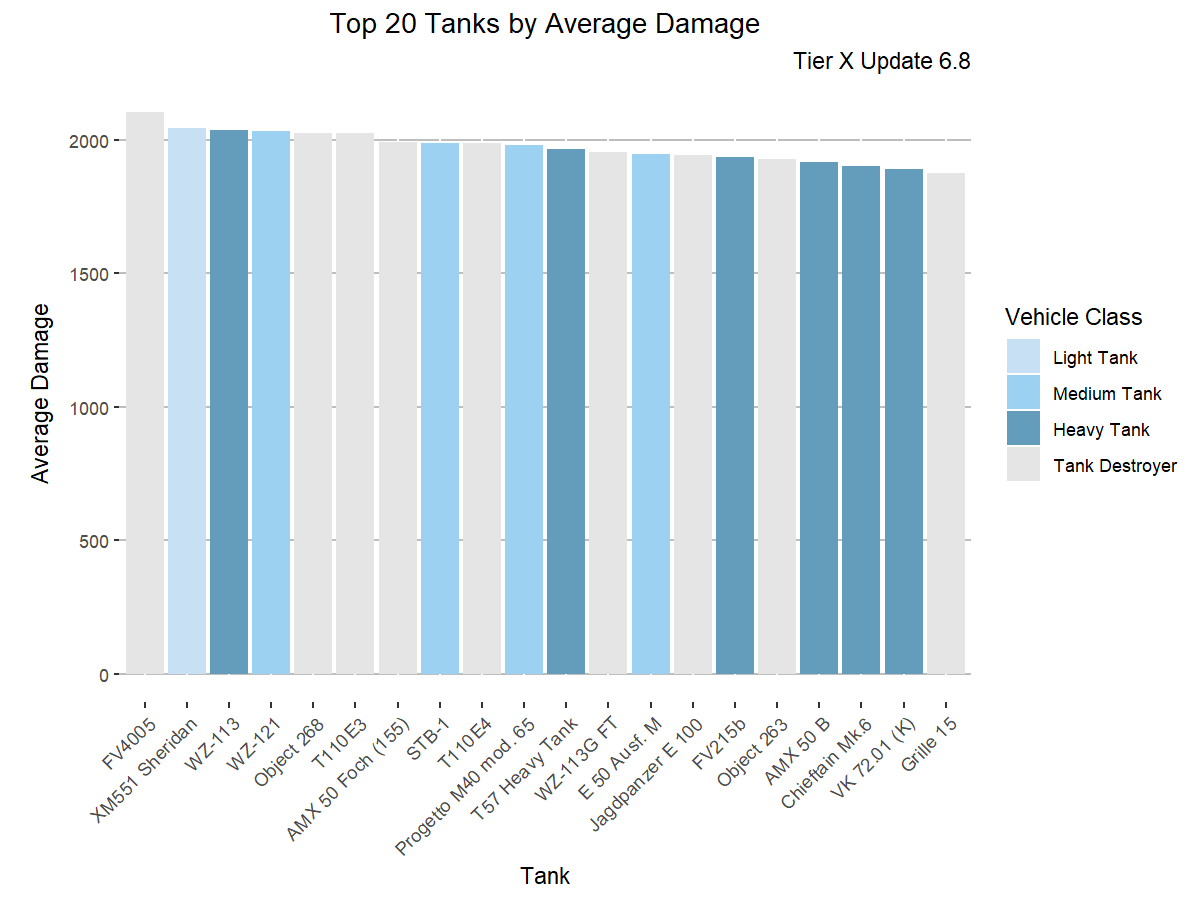 Top 20 Tanks by Average Damage
Tier X Update 6.8
Average Damage
2000
1500
1000
500
0
FV4005
XM551 Sheridan
WZ-113
WZ-121
Object 268
T110E3
AMX 50 Foch (155)
STB-1
T110E4
Progetto M40 mod. 65
T57 Heavy Tank
WZ-113G FT
E 50 Ausf. M
Jagdpanzer E 100
FV215b
Object 263
AMX 50 B
Chieftain Mk.6
VK 72.01 (K)
Grille 15
Tank
Vehicle Class
Light Tank
Medium Tank
Heavy Tank
Tank Destroyer